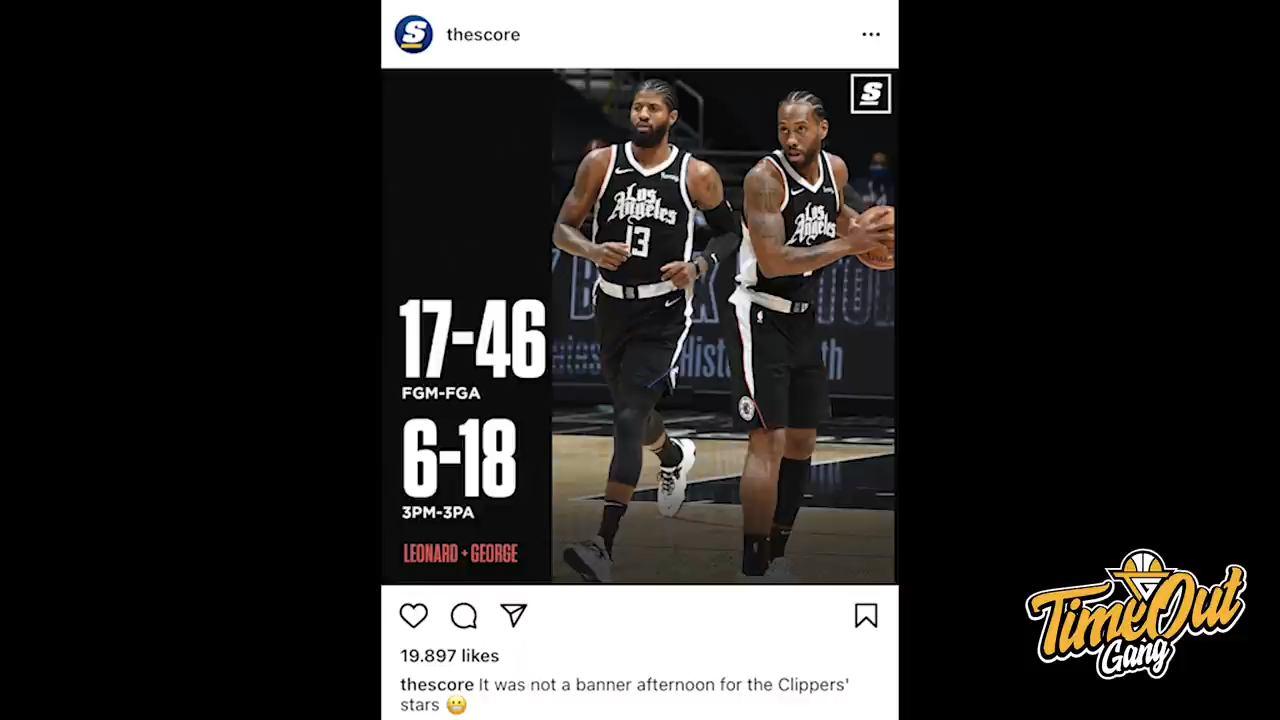 S
thescore
S
Los
Angeles
13
Los
Angeles
17-46
FGM-FGA
6-18
3PM-3PA
LEONARD + GEORGE
19.897 likes
thescore It was not a banner afternoon for the Clippers'
stars 😬
TimeOut
Gang